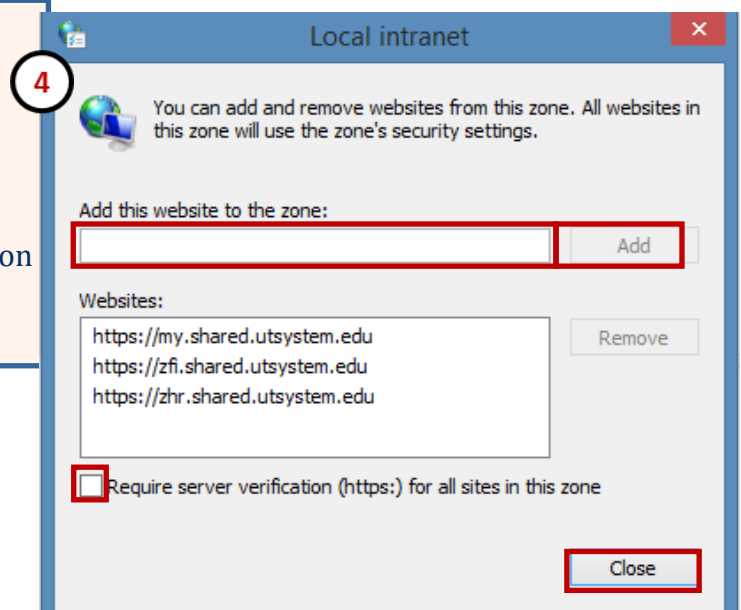 Local intranet
4
You can add and remove websites from this zone. All websites in
this zone will use the zone's security settings.
Add this website to the zone:
on
Add
Websites:
https://my.shared.utsystem.edu
Remove
https://zfi.shared.utsystem.edu
https://zhr.shared.utsystem.edu
Require server verification (https:) for all sites in this zone
Close